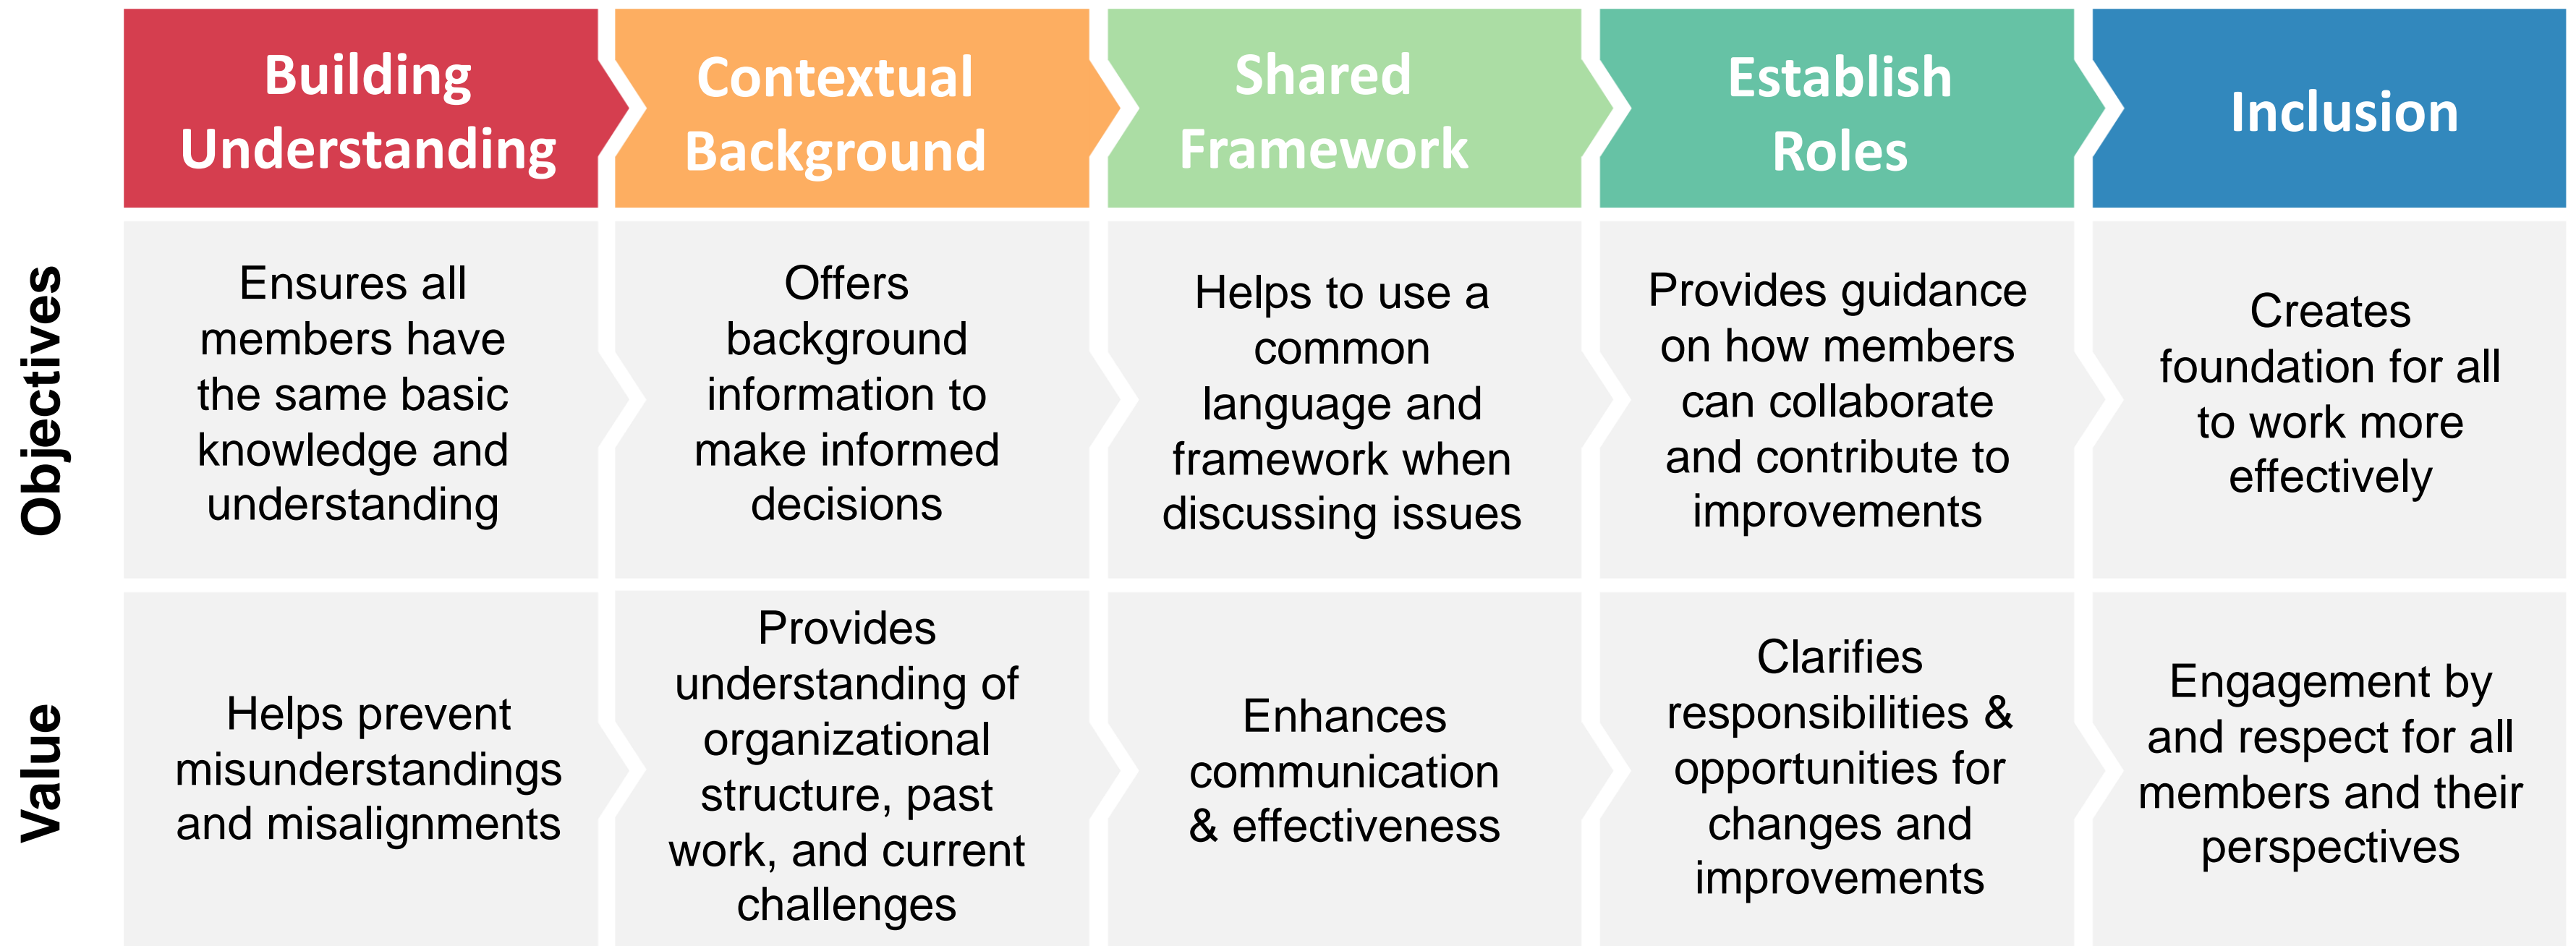 Building
Understanding
Contextual
Background
Shared
Framework
Establish
Roles
Inclusion
Objectives
Ensures all
members have
the same basic
knowledge and
understanding
Offers
background
information to
make informed
decisions
Helps to use a
common
language and
framework when
discussing issues
Provides guidance
on how members
can collaborate
and contribute to
improvements
Creates
foundation for all
to work more
effectively
Value
Helps prevent
misunderstandings
and misalignments
Provides
understanding of
organizational
structure, past
work, and current
challenges
Enhances
communication
& effectiveness
Clarifies
responsibilities &
opportunities for
changes and
improvements
Engagement by
and respect for all
members and their
perspectives